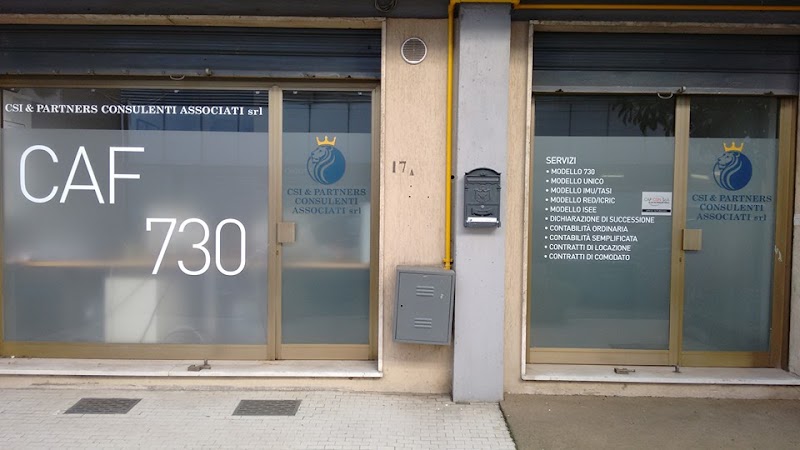 CSI & PARTNERS CONSULENTI ASSOCIATI srl
CAF
730
CSI & PARTNERS
CONSULENTI
ASSOCIATI srl
17A
SERVIZI
• MODELLO 730
• MODELLO UNICO
• MODELLO IMU/TASI
• MODELLO RED/ICRIC
• MODELLO ISEE
• DICHIARAZIONE DI SUCCESSIONE
• CONTABILITÀ ORDINARIA
• CONTABILITÀ SEMPLIFICATA
• CONTRATTI DI LOCAZIONE
• CONTRATTI DI COMODATO
CSI & PARTNERS
CONSULENTI
ASSOCIATI srl